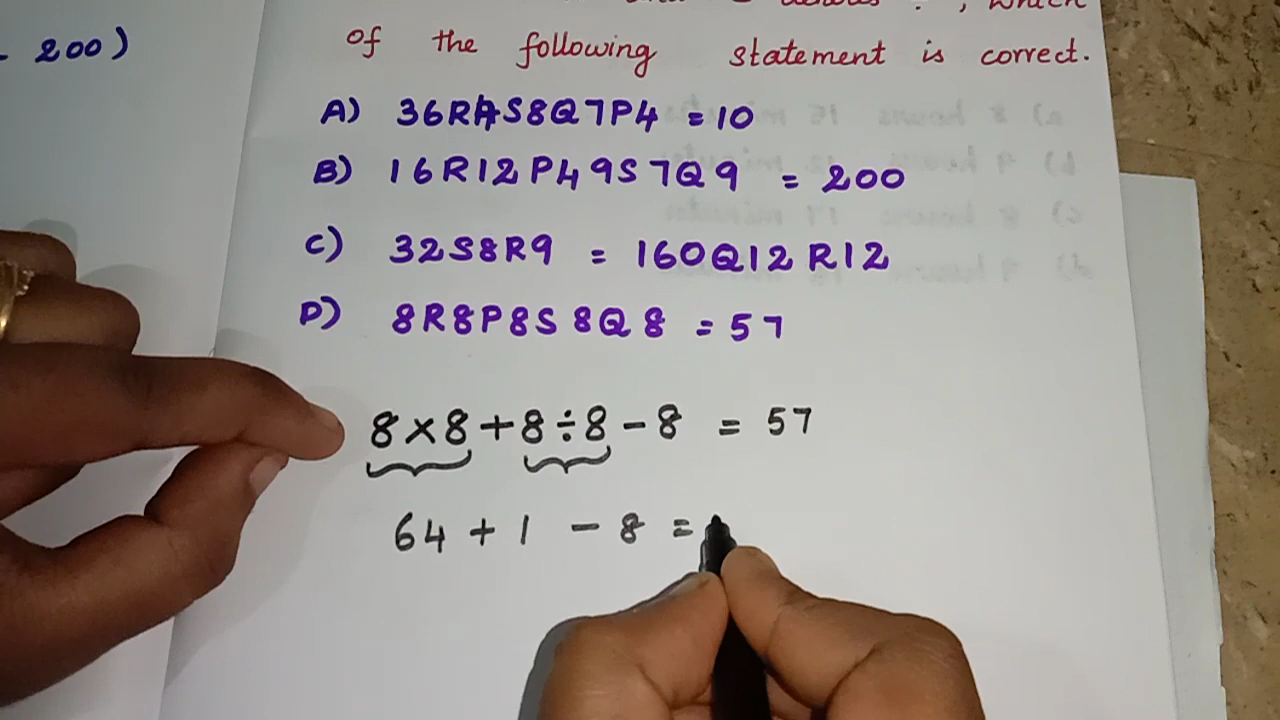 - 200)
, which
of the following statement is correct.
A) 36R4S8Q7P4 = 10
B) 16R12P49S7Q9 = 200
C) 32S8R9 = 160Q12R12
D) 8R8P8S8Q8 = 57
8×8+8÷8-8 = 57
64 + 1 - 8 =